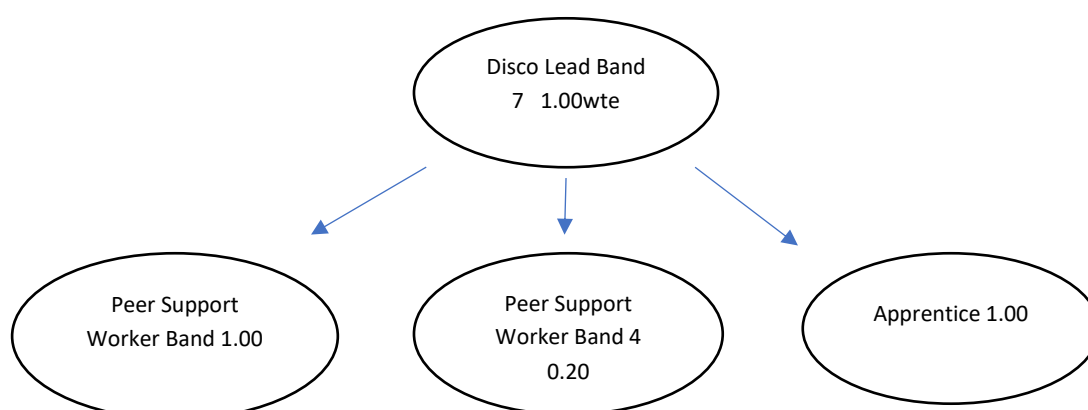 Disco Lead Band
7 1.00wte
Peer Support
Worker Band 1.00
Peer Support
Worker Band 4
0.20
Apprentice 1.00